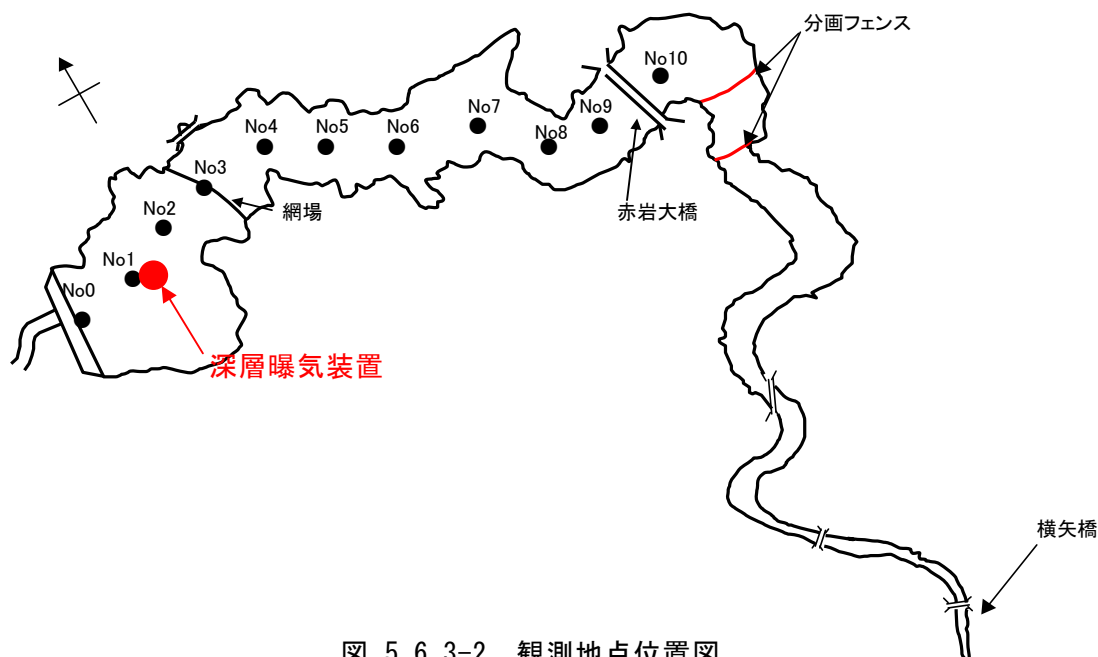 分画フェンス
No10
No7
No9
No4
No5
No6
No8
No3
赤岩大橋
網場
No2
No1
No0
深層曝気装置
横矢橋
図 5.6.3-2 観測地点位置図